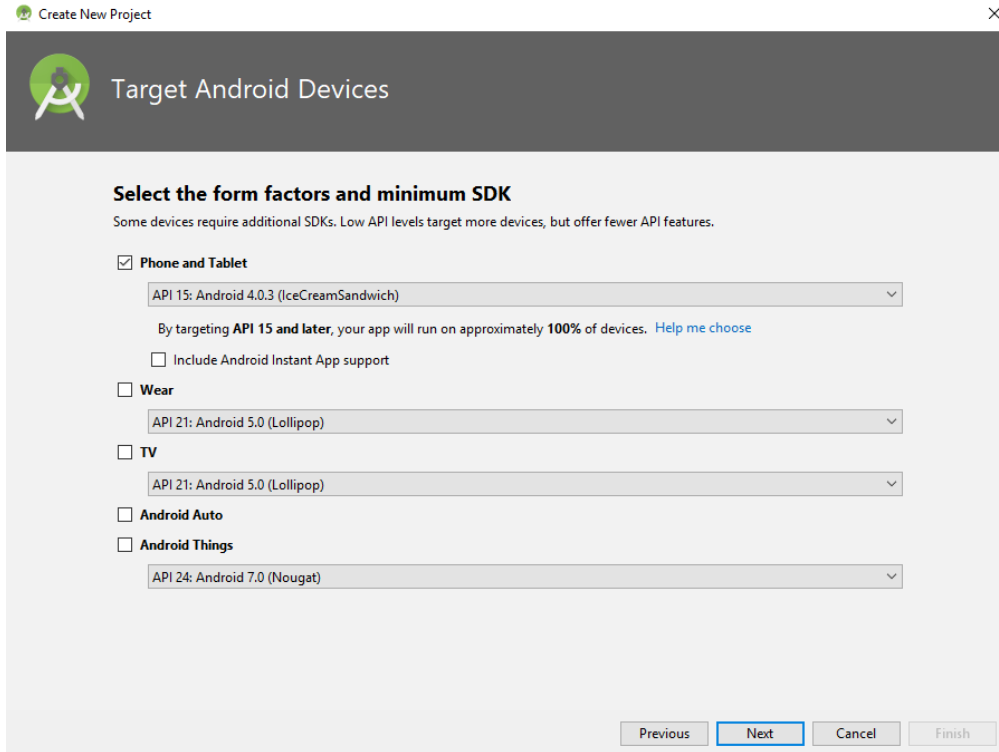 Create New Project
Target Android Devices
Select the form factors and minimum SDK
Some devices require additional SDKs. Low API levels target more devices, but offer fewer API features.
Phone and Tablet
API 15: Android 4.0.3 (IceCreamSandwich)
By targeting API 15 and later, your app will run on approximately 100% of devices. Help me choose
Include Android Instant App support
Wear
API 21: Android 5.0 (Lollipop)
TV
API 21: Android 5.0 (Lollipop)
Android Auto
Android Things
API 24: Android 7.0 (Nougat)
Previous Next Cancel Finish